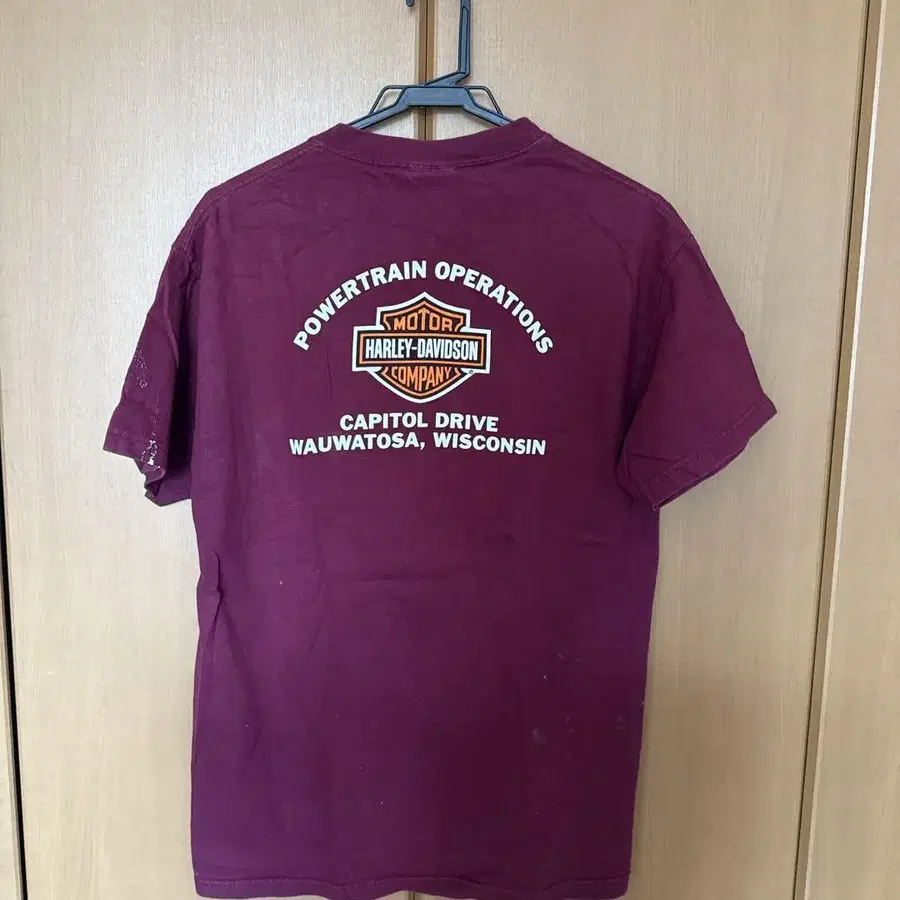 POWERTRAIN OPERATIONS
MOTOR
HARLEY-DAVIDSON
COMPANY
®
CAPITOL DRIVE
WAUWATOSA, WISCONSIN